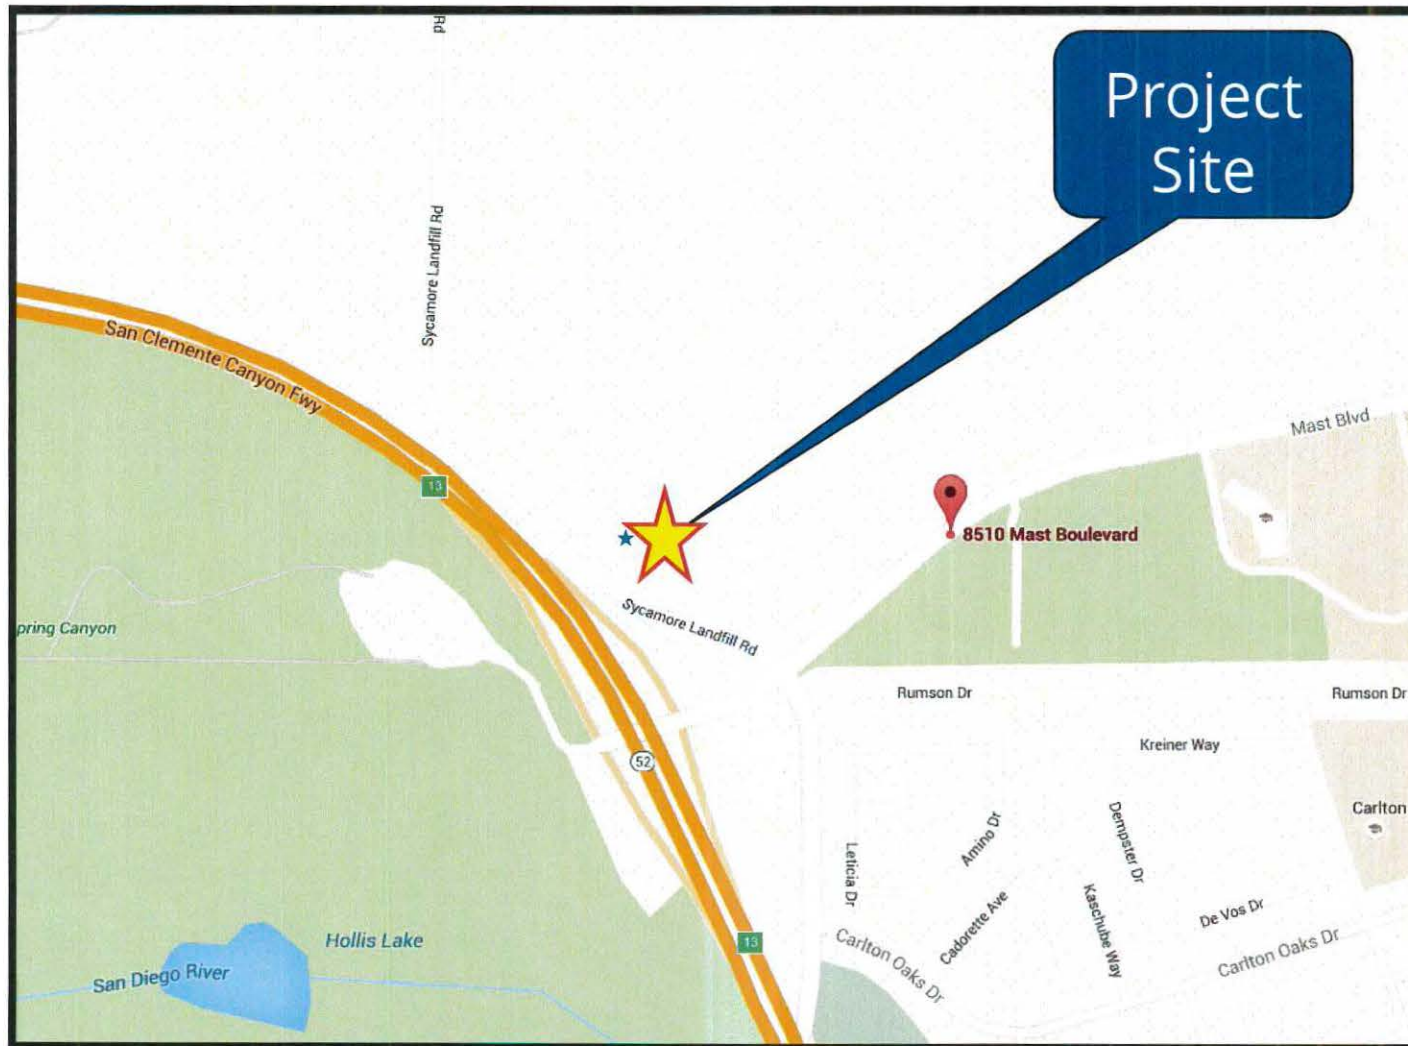 Rd
Project
Site
Sycamore Landfill Rd
San Clemente Canyon Fwy
Mast Blvd
13
8510 Mast Boulevard
Sycamore Landfill Rd
pring Canyon
Rumson Dr
Rumson Dr
Kreiner Way
52
Carlton
Amino Dr
Dempster Dr
Leticia Dr
Cadorette Ave
Kaschube Way
De Vos Dr
Hollis Lake
13
Carlton Oaks Dr
Carlton Oaks Dr
San Diego River